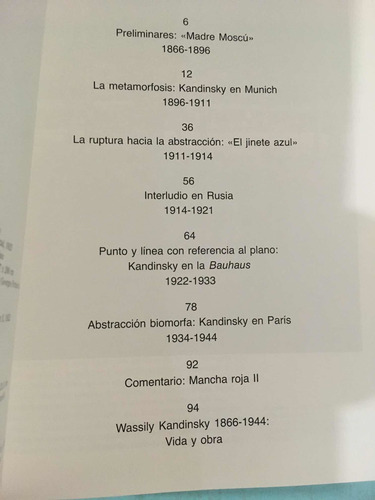 6
Preliminares: «Madre Moscú»
1866-1896
12
La metamorfosis: Kandinsky en Munich
1896-1911
36
La ruptura hacia la abstracción: «El jinete azul»
1911-1914
56
Interludio en Rusia
1914-1921
64
Punto y línea con referencia al plano:
Kandinsky en la Bauhaus
1922-1933
78
Abstracción biomorfa: Kandinsky en Paris
1934-1944
92
Comentario: Mancha roja II
94
Wassily Kandinsky 1866-1944:
Vida y obra